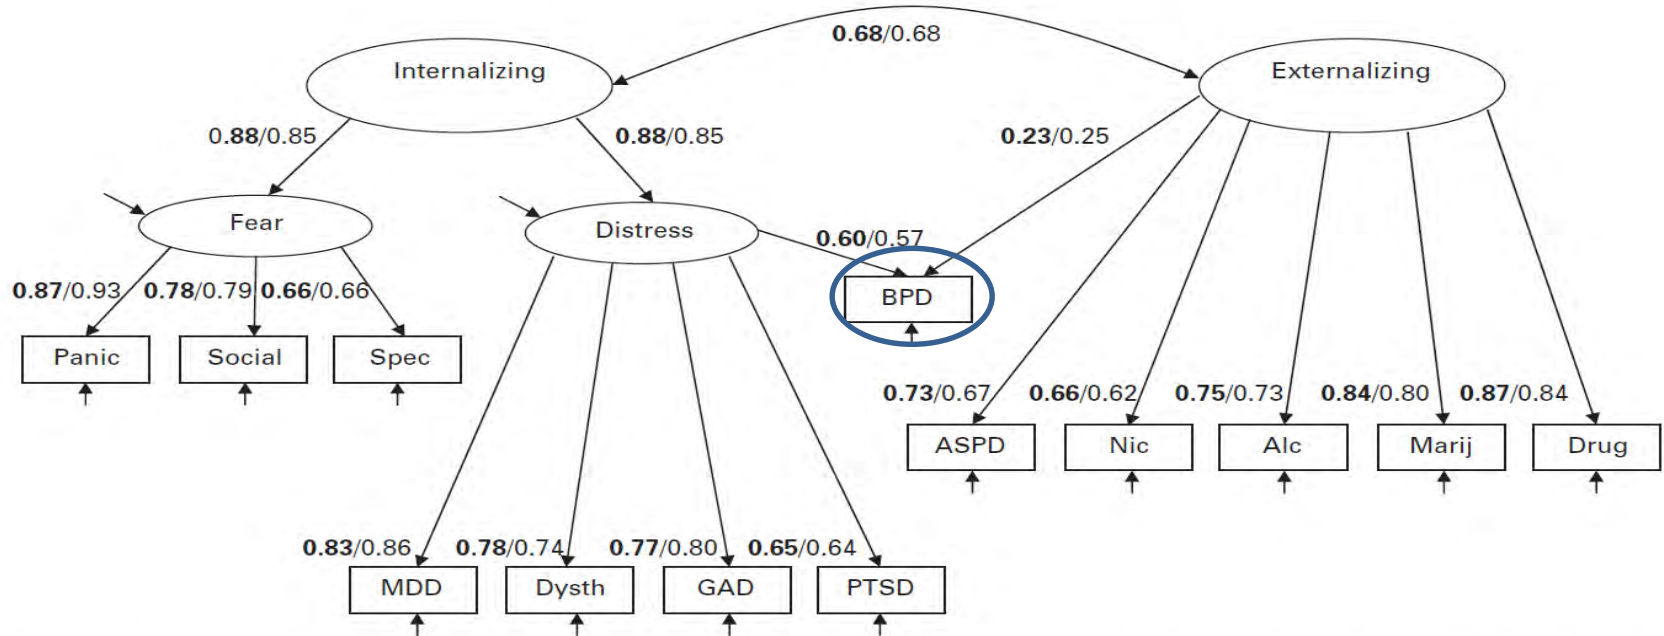 0.68/0.68
Internalizing
Externalizing
0.88/0.85
0.88/0.85
0.23/0.25
Fear
Distress
0.60/0.57
0.87/0.93
0.78/0.79
0.66/0.66
BPD
Panic
Social
Spec
0.73/0.67
0.66/0.62
0.75/0.73
0.84/0.80
0.87/0.84
ASPD
Nic
Alc
Marij
Drug
0.83/0.86
0.78/0.74
0.77/0.80
0.65/0.64
MDD
Dysth
GAD
PTSD